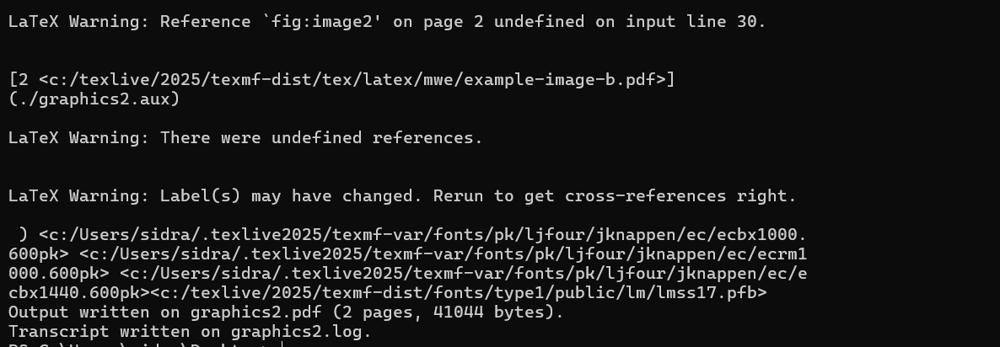 LaTeX Warning: Reference `fig:image2' on page 2 undefined on input line 30.
[2 <c:/texlive/2025/texmf-dist/tex/latex/mwe/example-image-b.pdf>]
(./graphics2.aux)
LaTeX Warning: There were undefined references.
LaTeX Warning: Label(s) may have changed. Rerun to get cross-references right.
 ) <c:/Users/sidra/.texlive2025/texmf-var/fonts/pk/ljfour/jknappen/ec/ecbx1000.
600pk> <c:/Users/sidra/.texlive2025/texmf-var/fonts/pk/ljfour/jknappen/ec/ecrm1
000.600pk> <c:/Users/sidra/.texlive2025/texmf-var/fonts/pk/ljfour/jknappen/ec/e
cbx1440.600pk><c:/texlive/2025/texmf-dist/fonts/type1/public/lm/lmss17.pfb>
Output written on graphics2.pdf (2 pages, 41044 bytes).
Transcript written on graphics2.log.